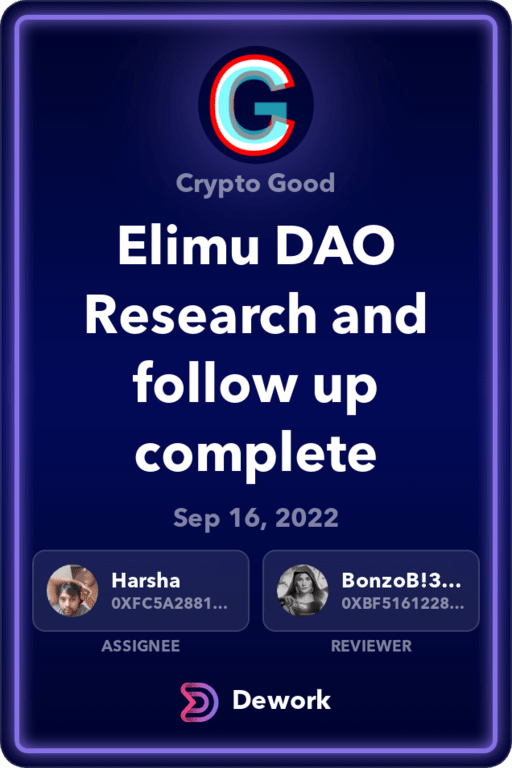 Crypto Good
Elimu DAO
Research and
follow up
complete
Sep 16, 2022
Harsha
0XFC5A2881...
ASSIGNEE
BonzoB!3...
0XBF5161228...
REVIEWER
Dework